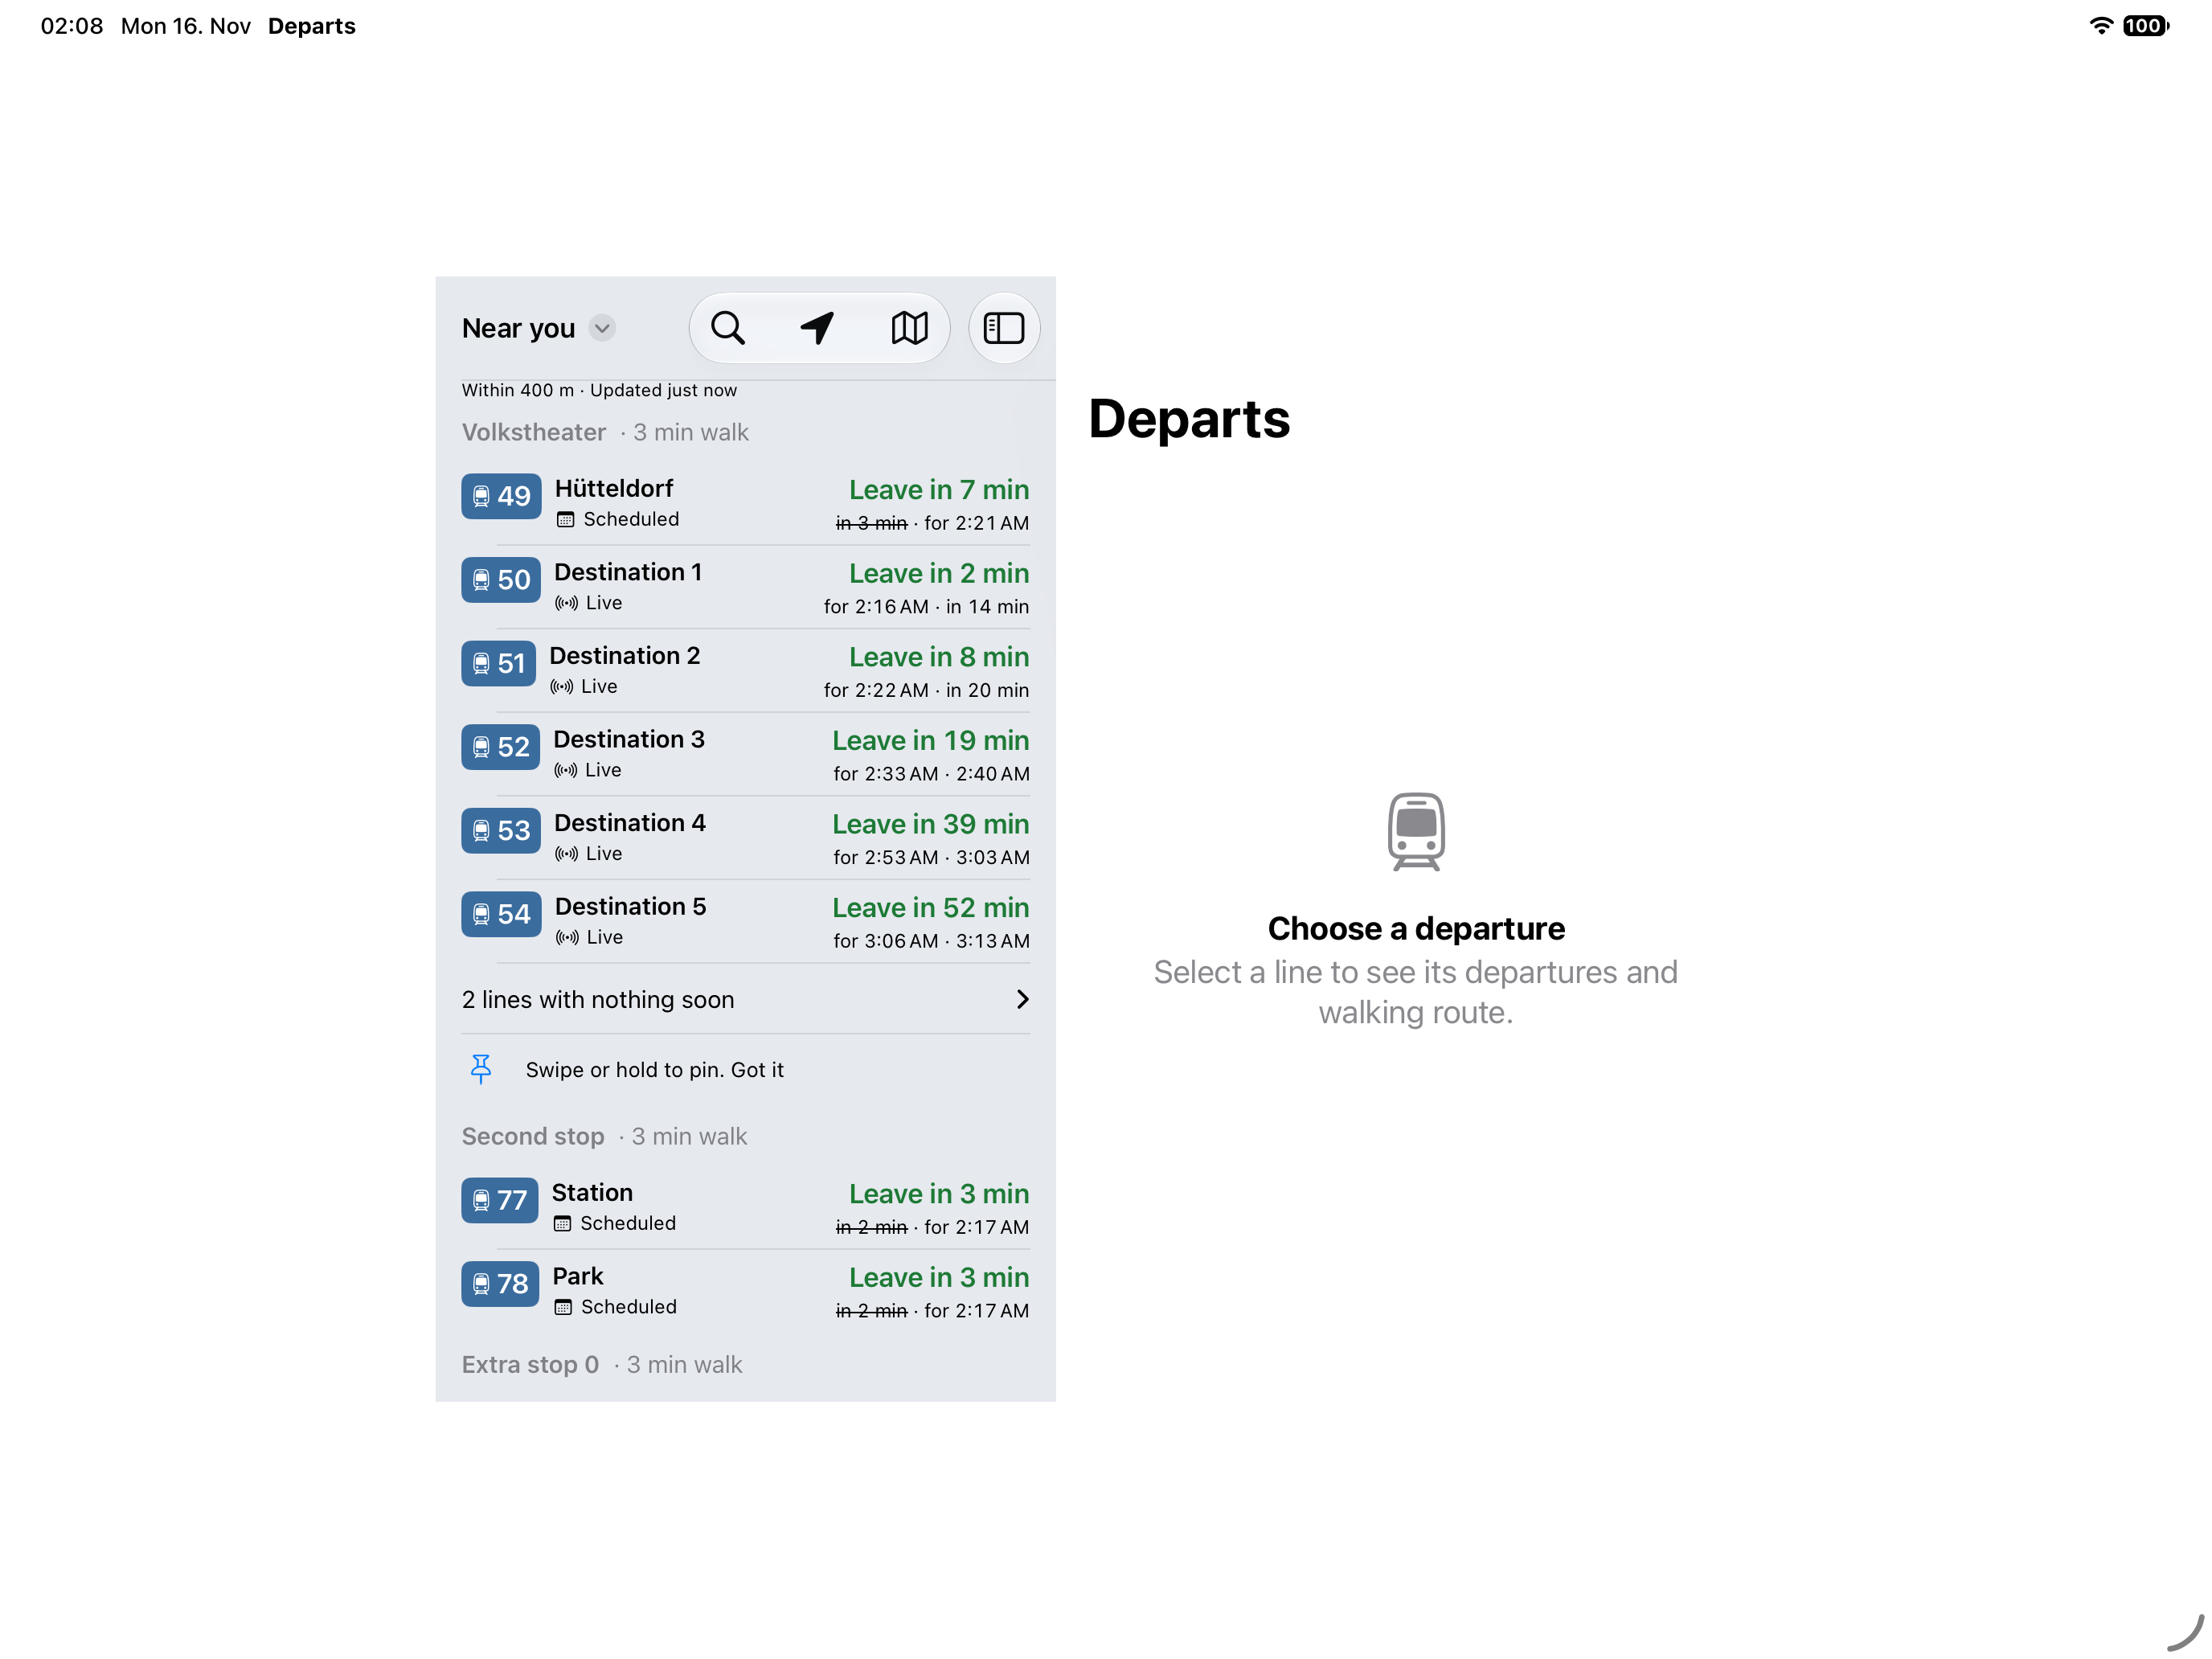 02:08 Mon 16. Nov Departs
100
Near you
Within 400 m · Updated just now
Volkstheater · 3 min walk
49 Hütteldorf Leave in 7 min
Scheduled in 3 min · for 2:21 AM
50 Destination 1 Leave in 2 min
Live for 2:16 AM · in 14 min
51 Destination 2 Leave in 8 min
Live for 2:22 AM · in 20 min
52 Destination 3 Leave in 19 min
Live for 2:33 AM · 2:40 AM
53 Destination 4 Leave in 39 min
Live for 2:53 AM · 3:03 AM
54 Destination 5 Leave in 52 min
Live for 3:06 AM · 3:13 AM
2 lines with nothing soon
Swipe or hold to pin. Got it
Second stop · 3 min walk
77 Station Leave in 3 min
Scheduled in 2 min · for 2:17 AM
78 Park Leave in 3 min
Scheduled in 2 min · for 2:17 AM
Extra stop 0 · 3 min walk
Departs
Choose a departure
Select a line to see its departures and
walking route.